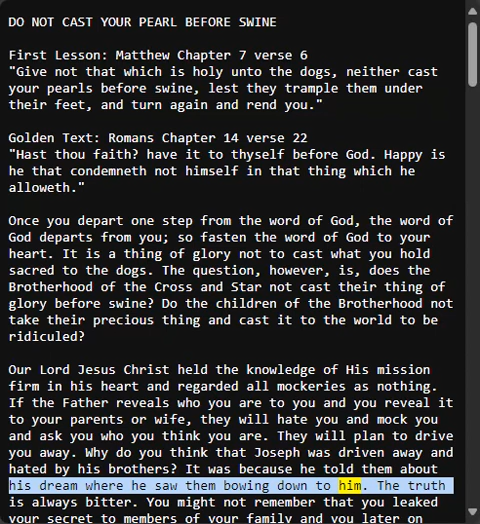 DO NOT CAST YOUR PEARL BEFORE SWINE
First Lesson: Matthew Chapter 7 verse 6
"Give not that which is holy unto the dogs, neither cast
your pearls before swine, lest they trample them under
their feet, and turn again and rend you."
Golden Text: Romans Chapter 14 verse 22
"Hast thou faith? have it to thyself before God. Happy is
he that condemneth not himself in that thing which he
alloweth."
Once you depart one step from the word of God, the word of
God departs from you; so fasten the word of God to your
heart. It is a thing of glory not to cast what you hold
sacred to the dogs. The question, however, is, does the
Brotherhood of the Cross and Star not cast their thing of
glory before swine? Do the children of the Brotherhood not
take their precious thing and cast it to the world to be
ridiculed?
Our Lord Jesus Christ held the knowledge of His mission
firm in his heart and regarded all mockeries as nothing.
If the Father reveals who you are to you and you reveal it
to your parents or wife, they will hate you and mock you
and ask you who you think you are. They will plan to drive
you away. Why do you think that Joseph was driven away and
hated by his brothers? It was because he told them about
his dream where he saw them bowing down to him. The truth
is always bitter. You might not remember that you leaked
your secret to members of your family and you later on